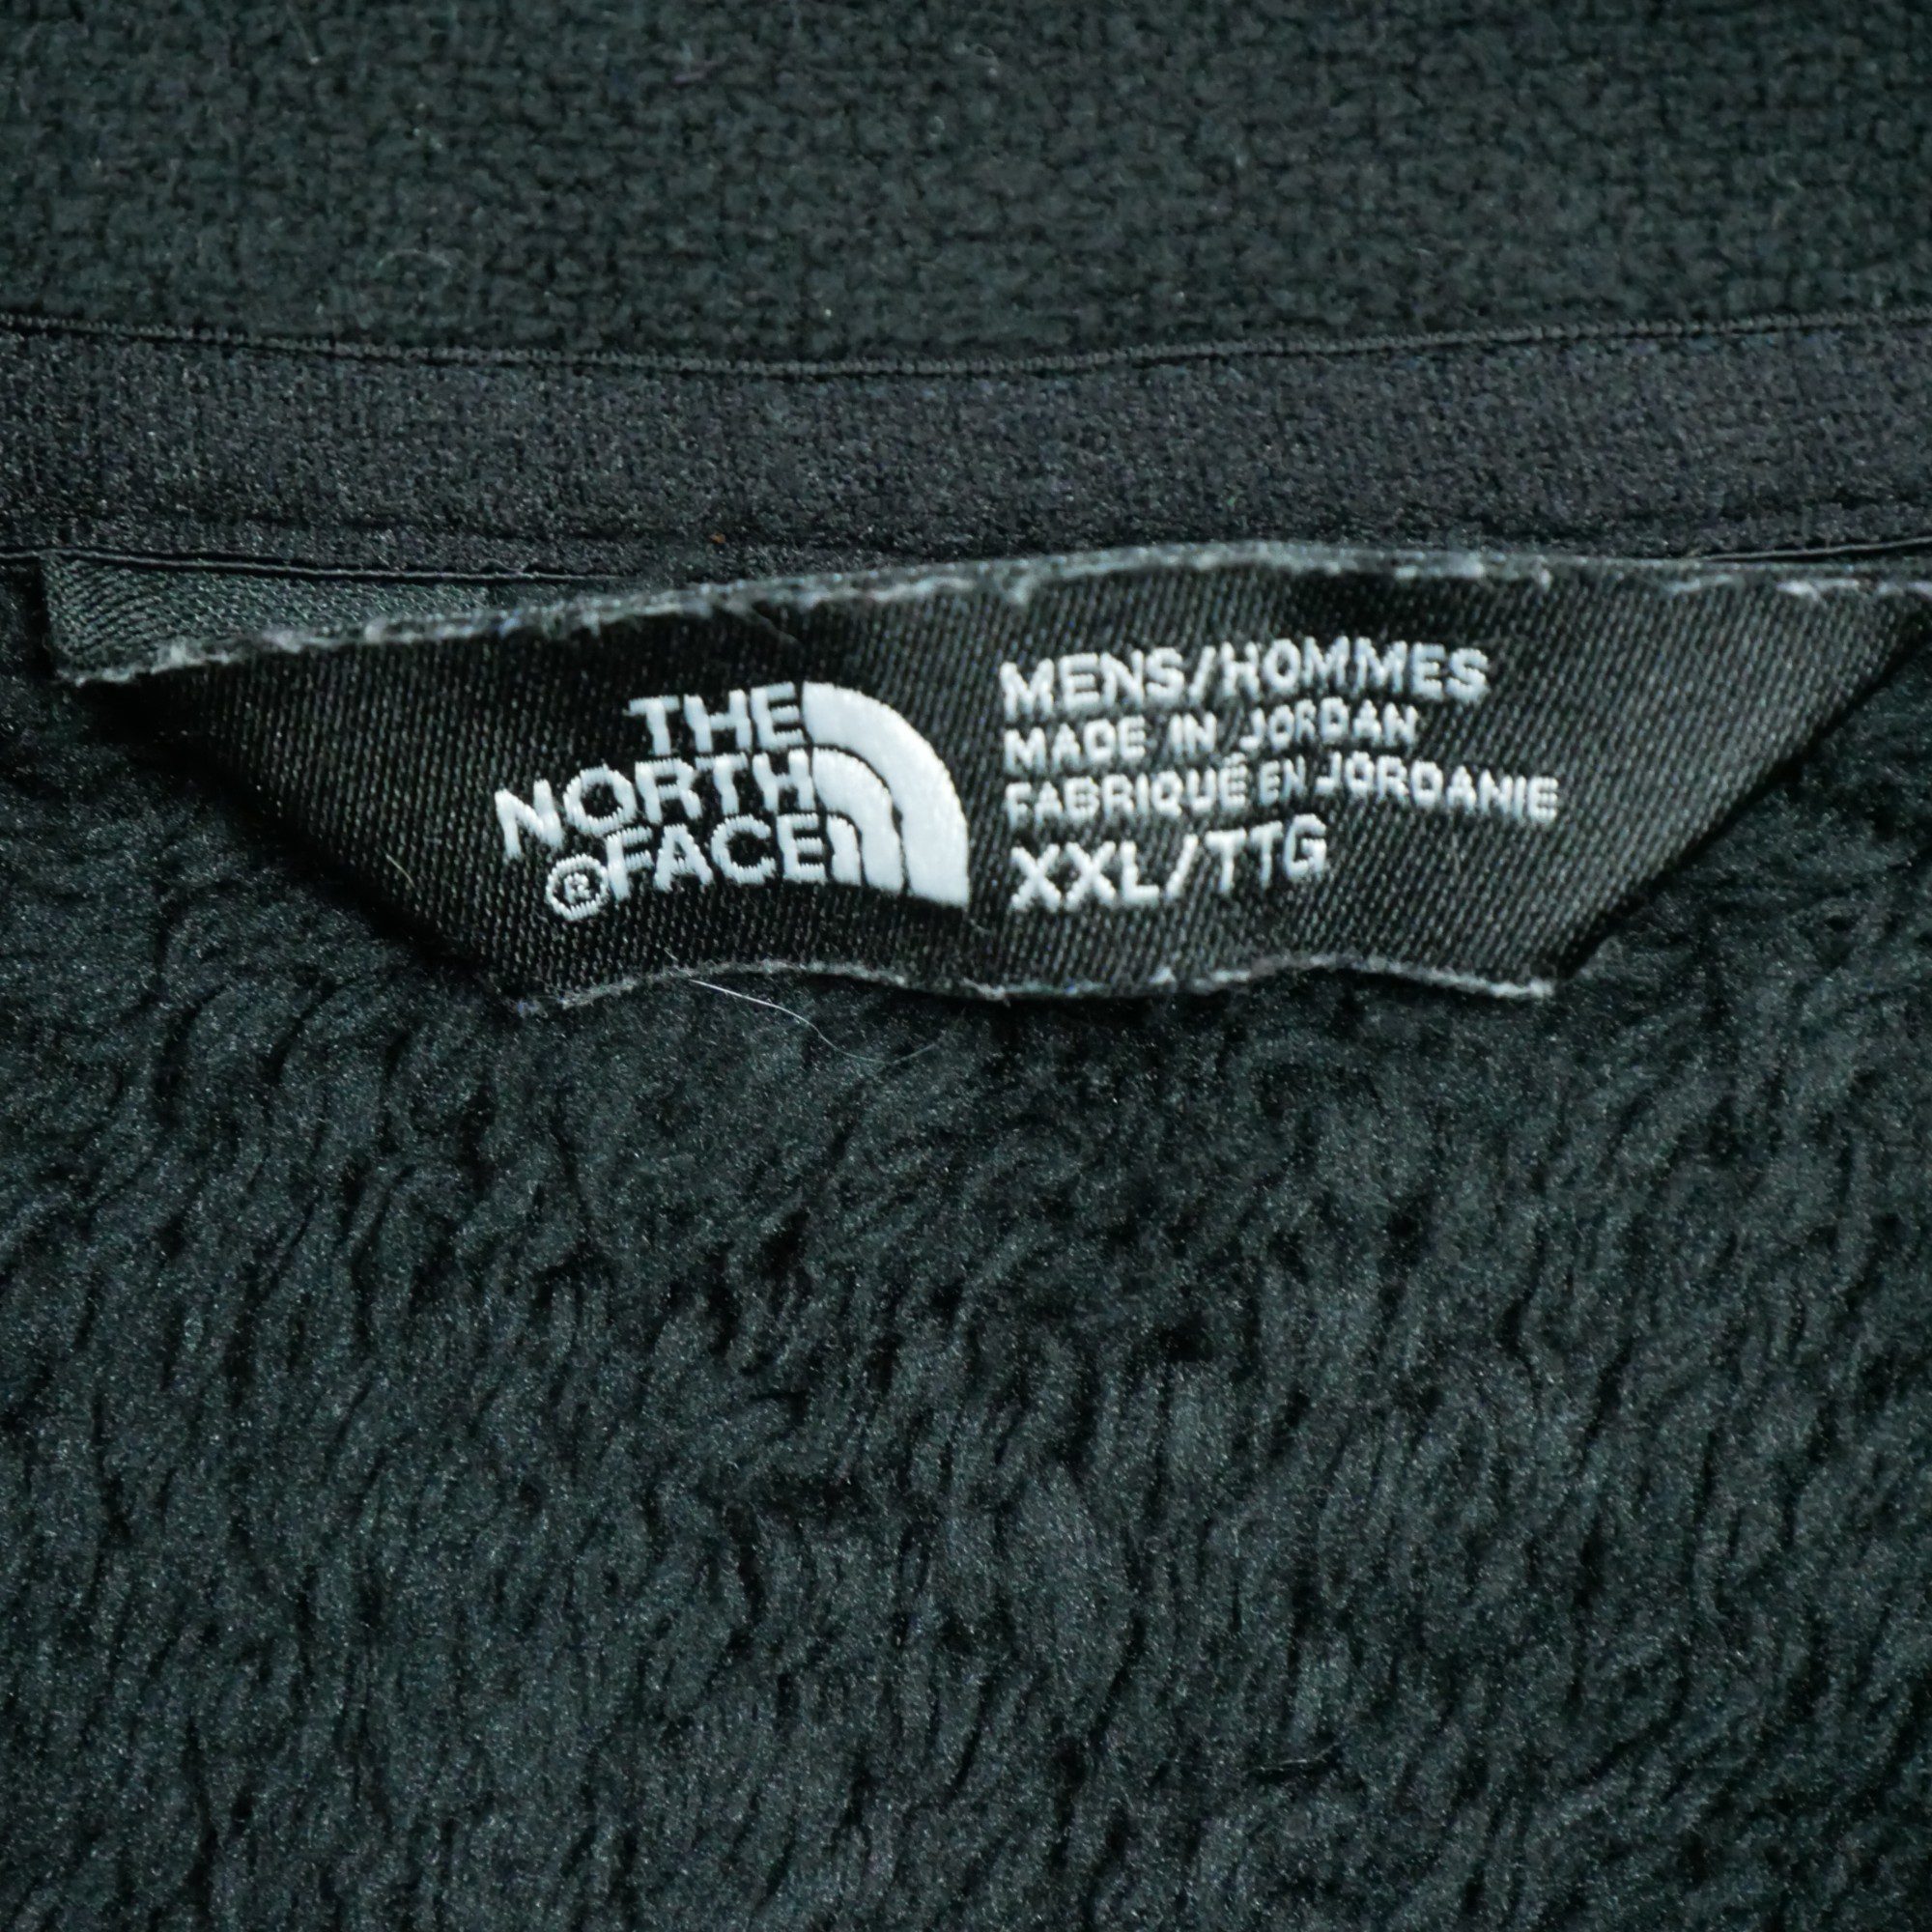 THE
NORTH
®FACE
MENS/HOMMES
MADE IN JORDAN
FABRIQUÉ EN JORDANIE
XXL/TTG